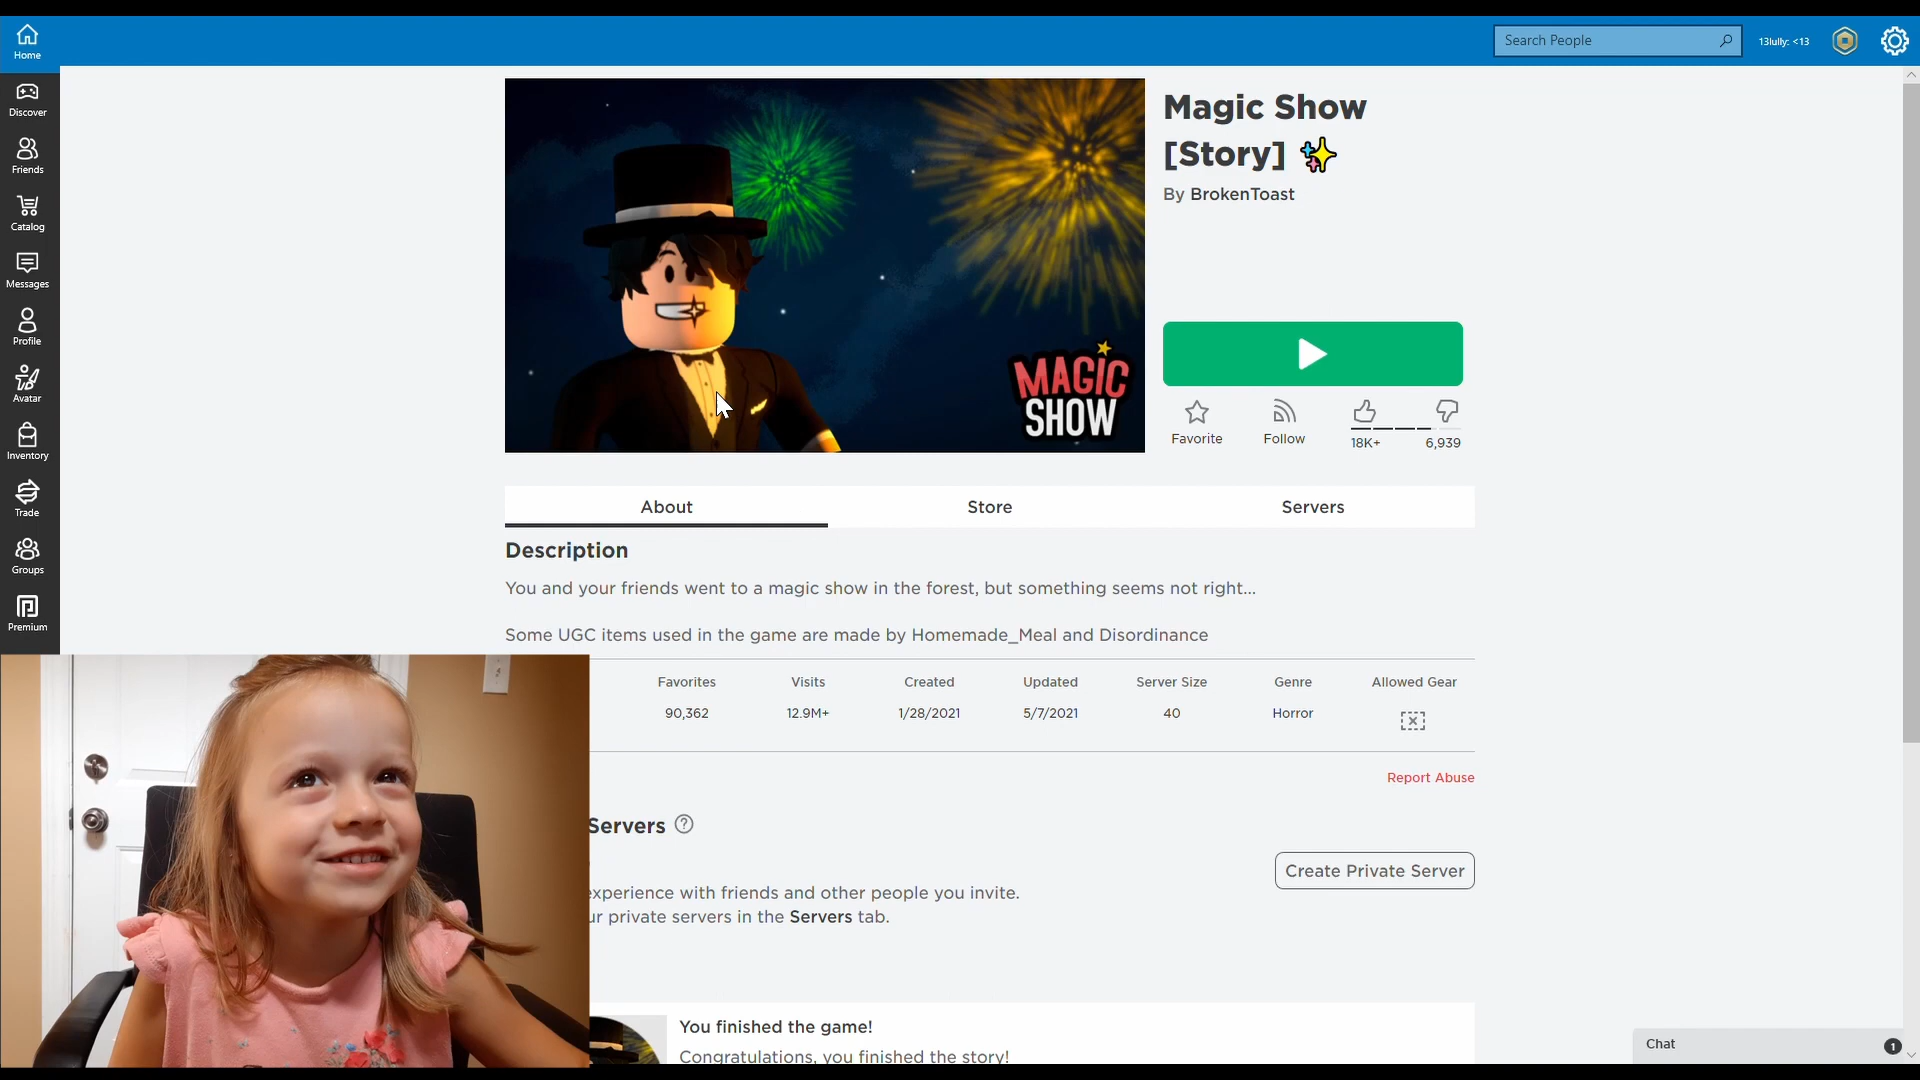 Home
Search People
13lully: <13
Discover
Friends
Catalog
Messages
Profile
Avatar
Inventory
Trade
Groups
Premium
MAGIC
SHOW
Magic Show
[Story] ✨
By BrokenToast
Favorite
Follow
18K+
6,939
About
Store
Servers
Description
You and your friends went to a magic show in the forest, but something seems not right...
Some UGC items used in the game are made by Homemade_Meal and Disordinance
Favorites Visits Created Updated Server Size Genre Allowed Gear
90,362 12.9M+ 1/28/2021 5/7/2021 40 Horror
Report Abuse
Servers
Create Private Server
xperience with friends and other people you invite.
ur private servers in the Servers tab.
You finished the game!
Congratulations, you finished the story!
Chat
1